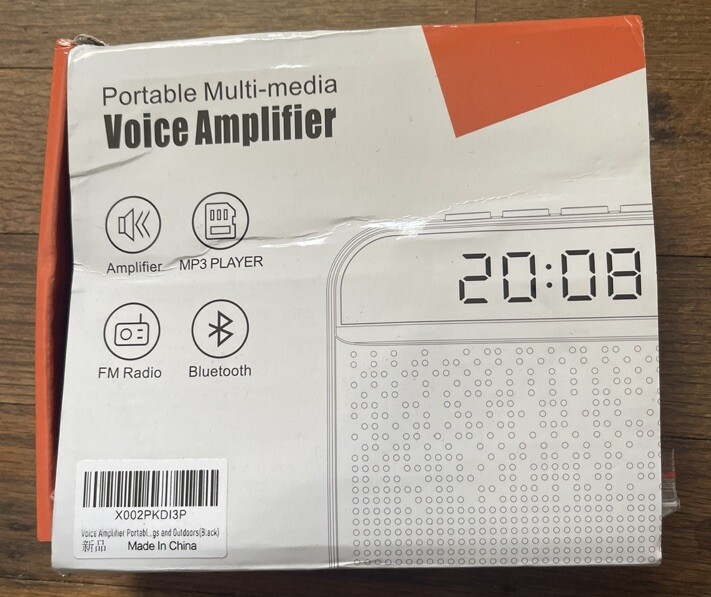 Portable Multi-media
Voice Amplifier
Amplifier
MP3 PLAYER
FM Radio
Bluetooth
20:08
X002PKDI3P
Voice Amplifier Portabl...gs and Outdoors(Black)
新品
Made In China